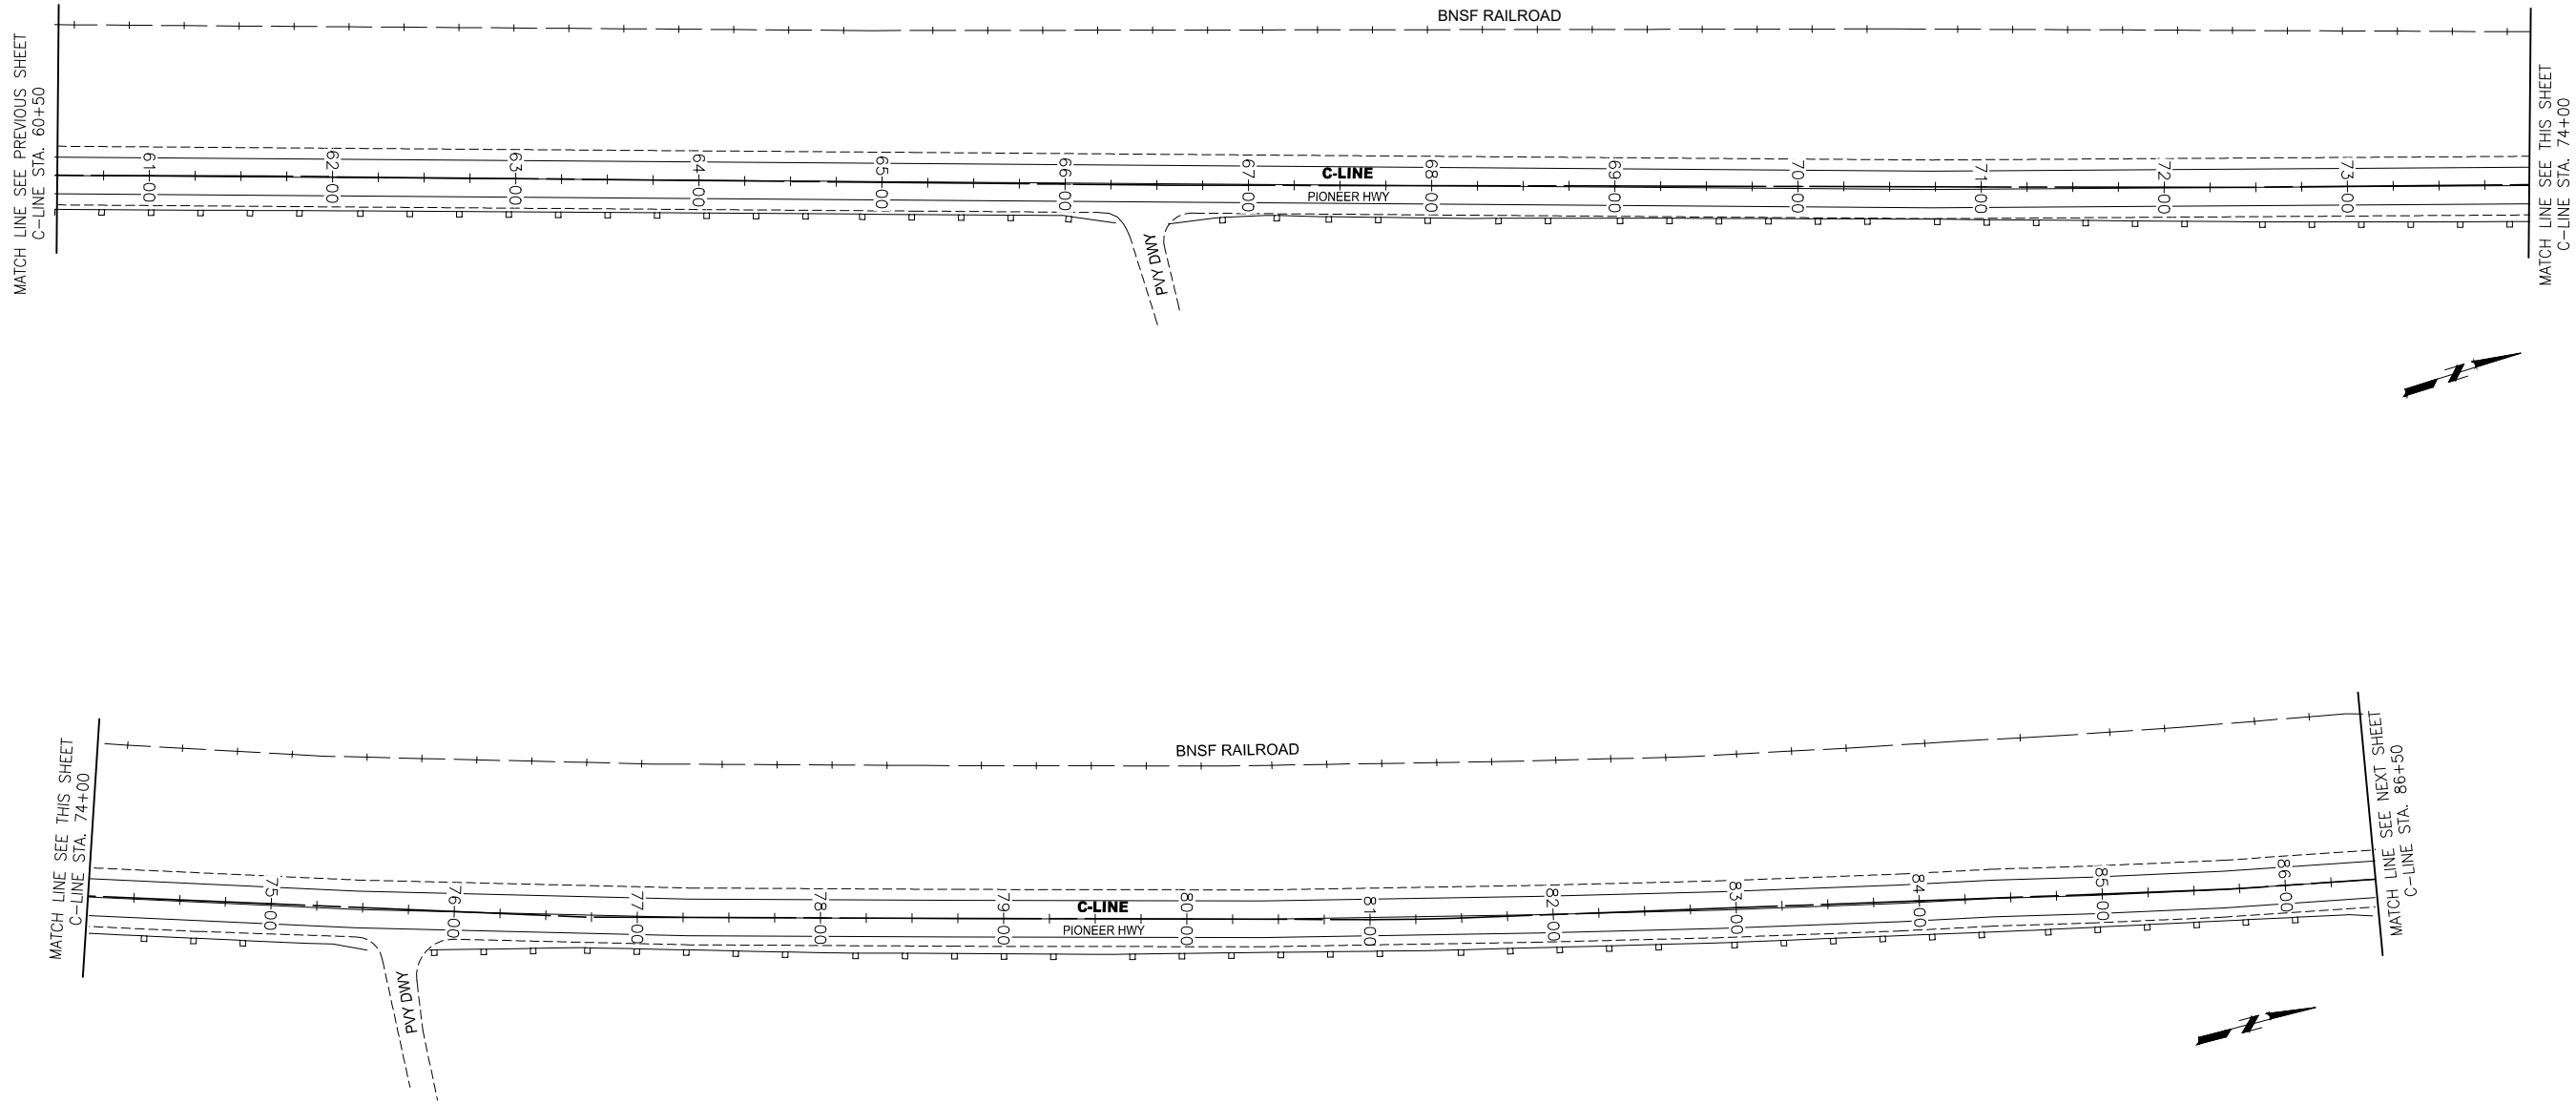 BNSF RAILROAD
MATCH LINE SEE PREVIOUS SHEET
C-LINE STA. 60+50
61+00
62+00
63+00
64+00
65+00
66+00
67+00
C-LINE
PIONEER HWY
68+00
69+00
70+00
71+00
72+00
73+00
MATCH LINE SEE THIS SHEET
C-LINE STA. 74+00
PVY DWY
N
BNSF RAILROAD
MATCH LINE SEE THIS SHEET
C-LINE STA. 74+00
75+00
76+00
77+00
78+00
79+00
C-LINE
PIONEER HWY
80+00
81+00
82+00
83+00
84+00
85+00
86+00
MATCH LINE SEE NEXT SHEET
C-LINE STA. 86+50
PVY DWY
N